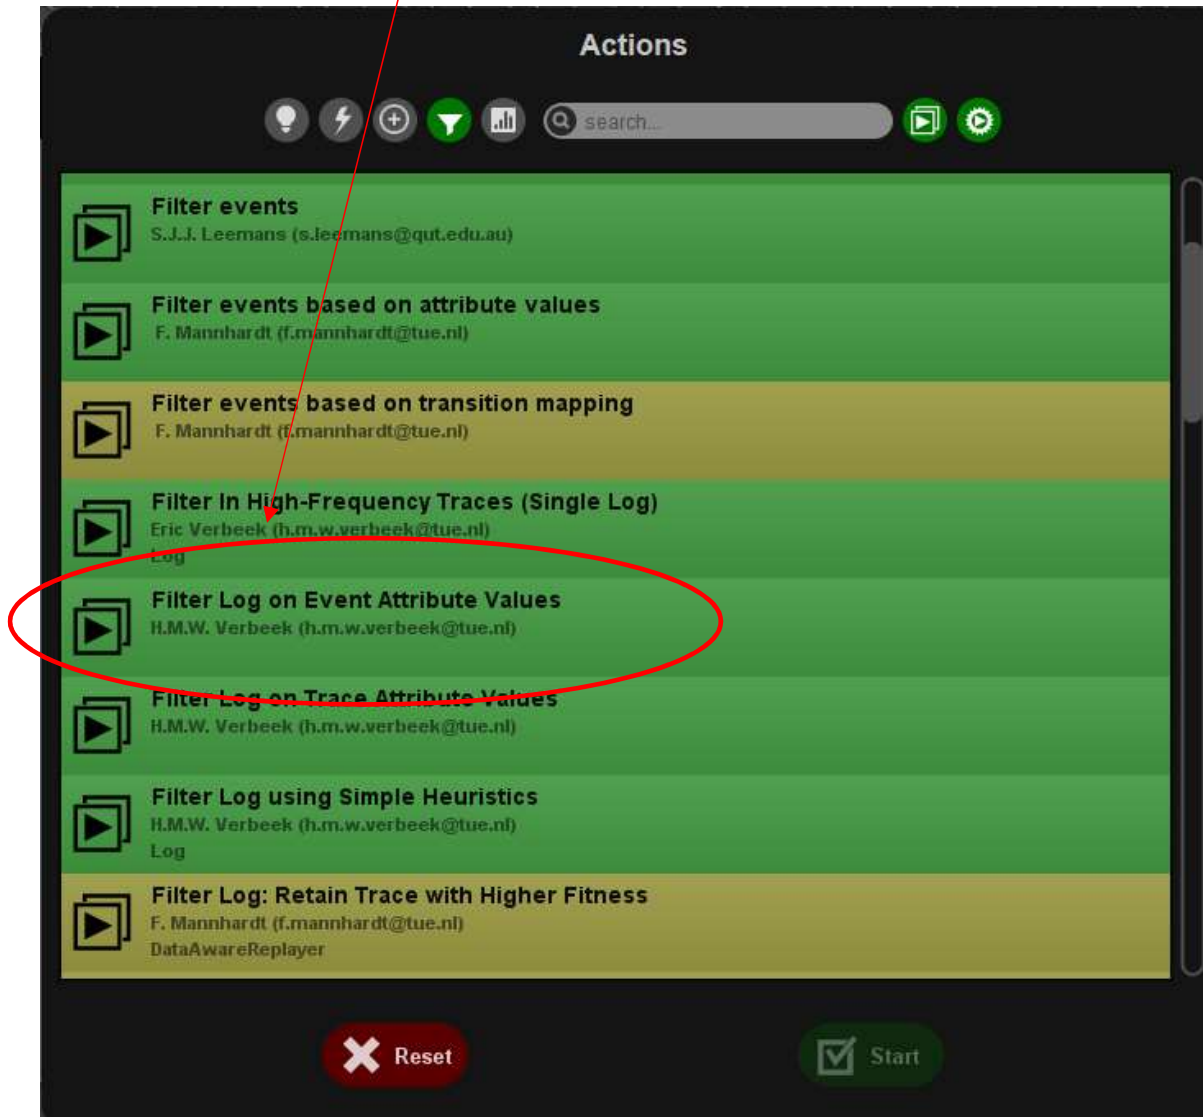 Actions
search...
Filter events
S.J.J. Leemans (s.leemans@qut.edu.au)
Filter events based on attribute values
F. Mannhardt (f.mannhardt@tue.nl)
Filter events based on transition mapping
F. Mannhardt (f.mannhardt@tue.nl)
Filter In High-Frequency Traces (Single Log)
Eric Verbeek (h.m.w.verbeek@tue.nl)
Log
Filter Log on Event Attribute Values
H.M.W. Verbeek (h.m.w.verbeek@tue.nl)
Filter Log on Trace Attribute Values
H.M.W. Verbeek (h.m.w.verbeek@tue.nl)
Filter Log using Simple Heuristics
H.M.W. Verbeek (h.m.w.verbeek@tue.nl)
Log
Filter Log: Retain Trace with Higher Fitness
F. Mannhardt (f.mannhardt@tue.nl)
DataAwareReplayer
Reset
Start